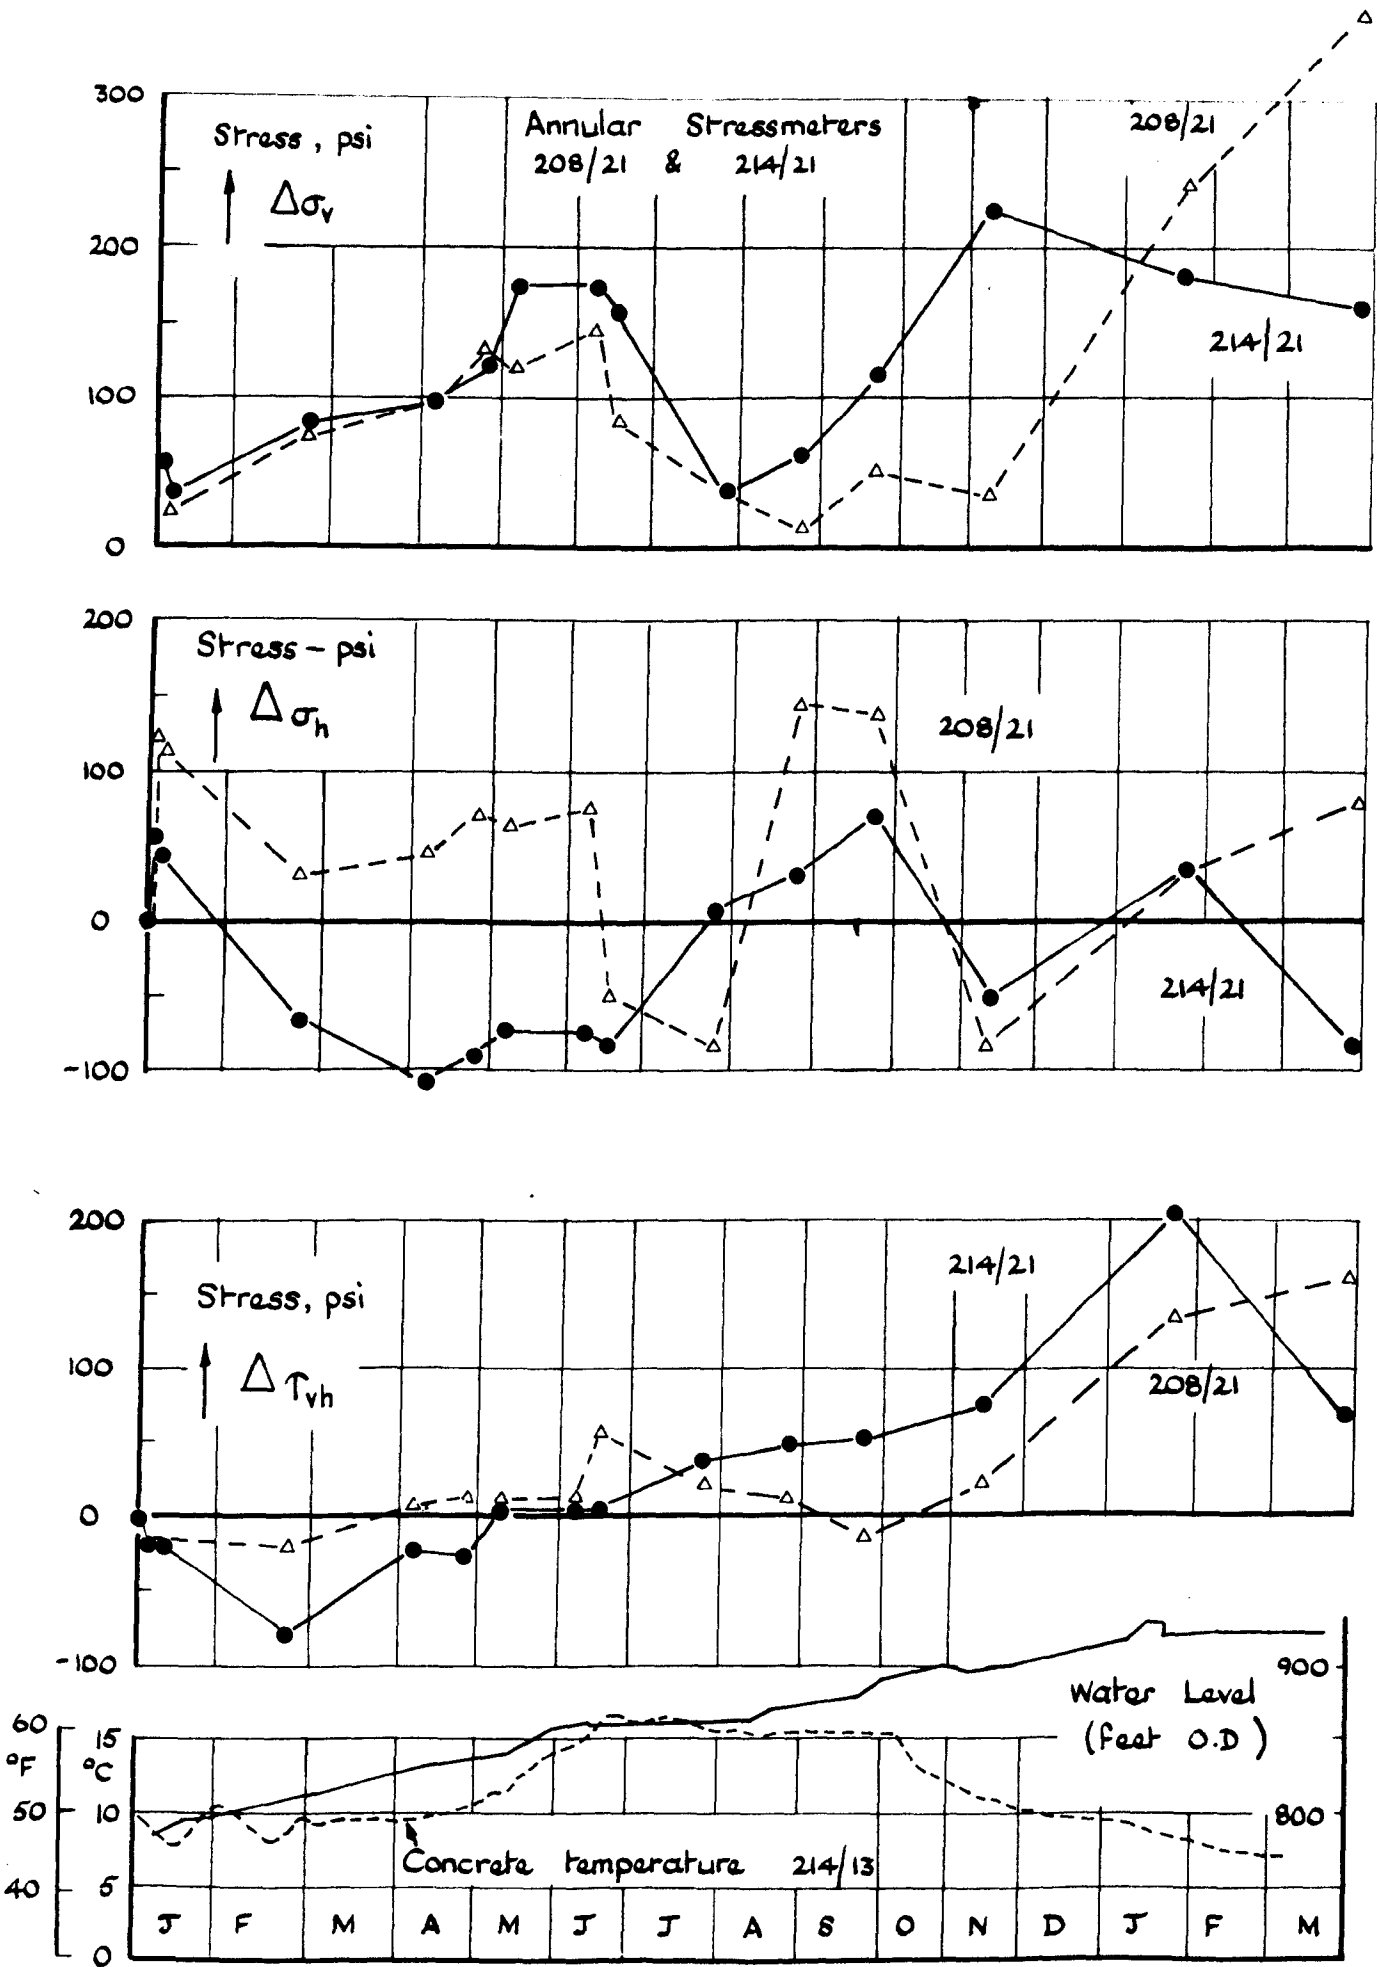 300
Stress, psi
Δσv
Annular Stressmeters
208/21 & 214/21
208/21
200
214/21
100
0
200
Stress - psi
Δσh
208/21
100
0
214/21
-100
200
214/21
Stress, psi
100
Δτvh
208/21
0
-100
900
Water Level
(feet O.D)
60
15
°F
°C
50
10
800
Concrete temperature 214/13
40
5
J F M A M J J A S O N D J F M
0